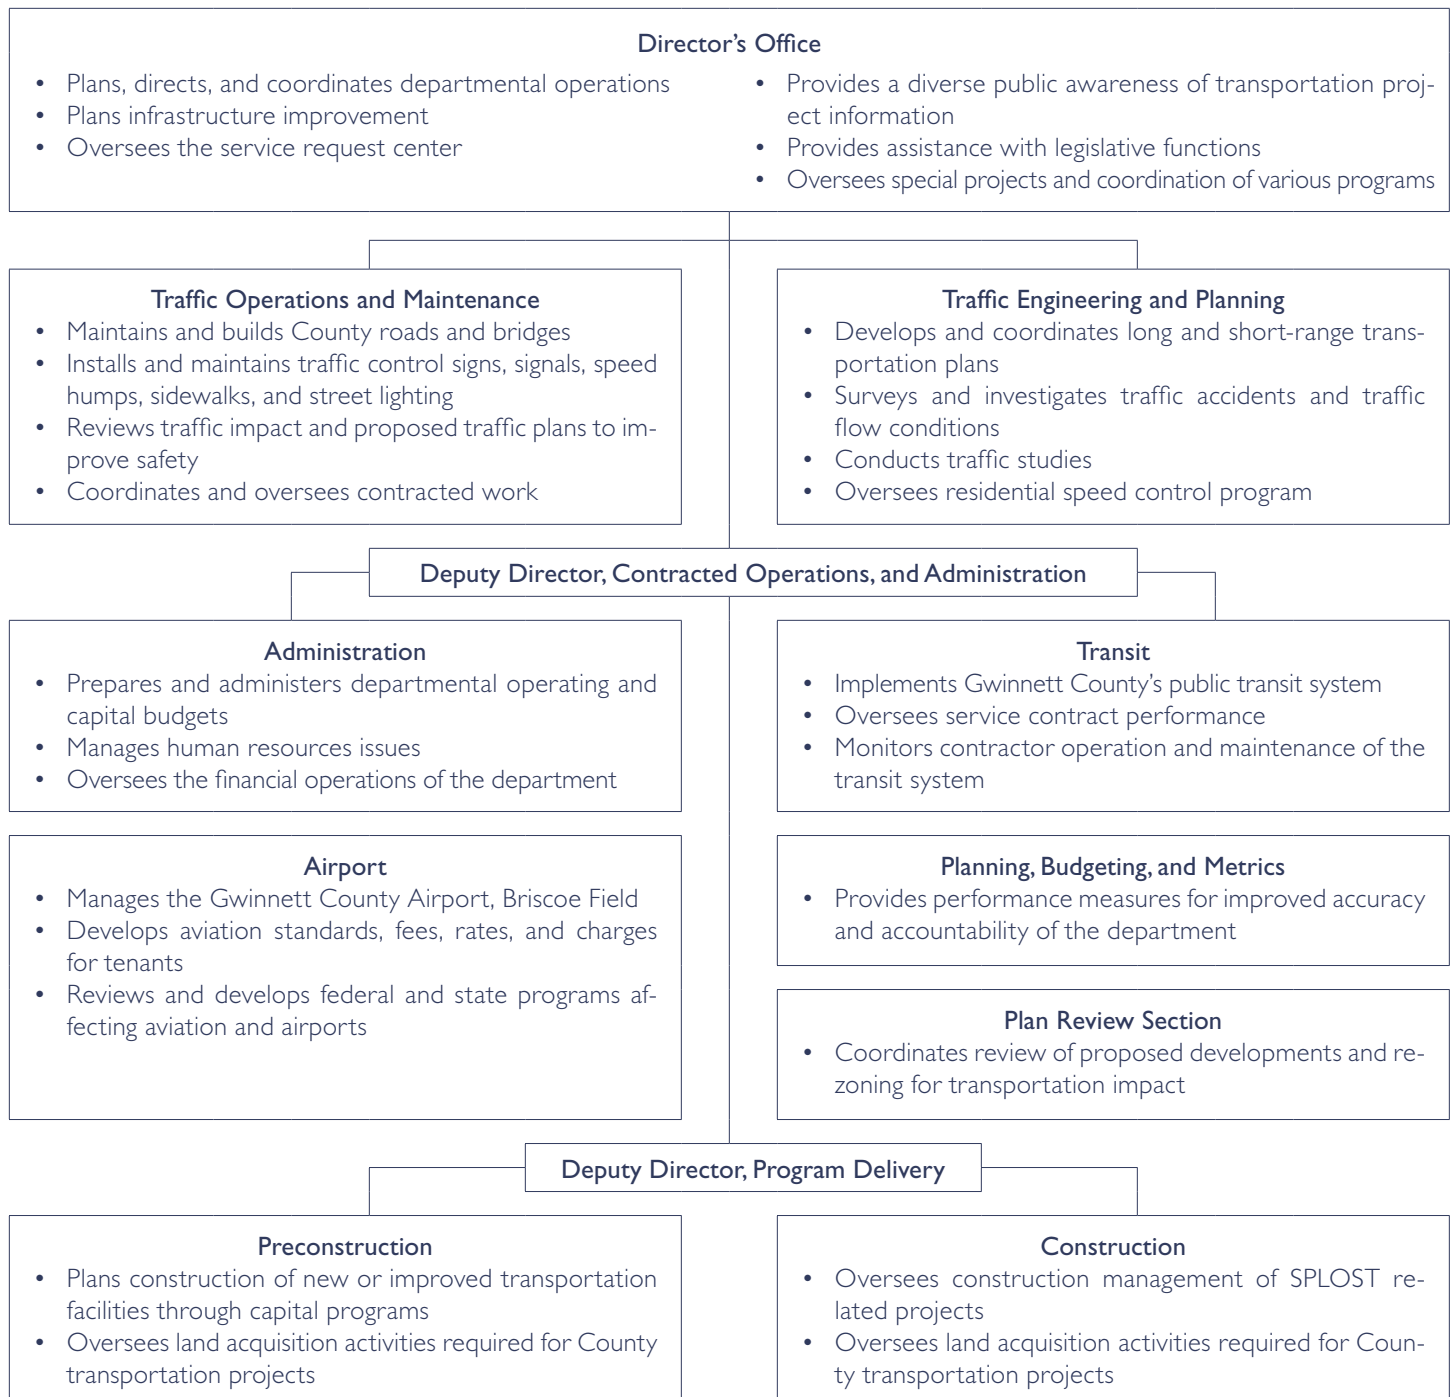 Director’s Office
• Plans, directs, and coordinates departmental operations
• Plans infrastructure improvement
• Oversees the service request center
• Provides a diverse public awareness of transportation proj-
ect information
• Provides assistance with legislative functions
• Oversees special projects and coordination of various programs
Traffic Operations and Maintenance
• Maintains and builds County roads and bridges
• Installs and maintains traffic control signs, signals, speed
humps, sidewalks, and street lighting
• Reviews traffic impact and proposed traffic plans to im-
prove safety
• Coordinates and oversees contracted work
Traffic Engineering and Planning
• Develops and coordinates long and short-range trans-
portation plans
• Surveys and investigates traffic accidents and traffic
flow conditions
• Conducts traffic studies
• Oversees residential speed control program
Deputy Director, Contracted Operations, and Administration
Administration
• Prepares and administers departmental operating and
capital budgets
• Manages human resources issues
• Oversees the financial operations of the department
Transit
• Implements Gwinnett County’s public transit system
• Oversees service contract performance
• Monitors contractor operation and maintenance of the
transit system
Airport
• Manages the Gwinnett County Airport, Briscoe Field
• Develops aviation standards, fees, rates, and charges
for tenants
• Reviews and develops federal and state programs af-
fecting aviation and airports
Planning, Budgeting, and Metrics
• Provides performance measures for improved accuracy
and accountability of the department
Plan Review Section
• Coordinates review of proposed developments and re-
zoning for transportation impact
Deputy Director, Program Delivery
Preconstruction
• Plans construction of new or improved transportation
facilities through capital programs
• Oversees land acquisition activities required for County
transportation projects
Construction
• Oversees construction management of SPLOST re-
lated projects
• Oversees land acquisition activities required for Coun-
ty transportation projects